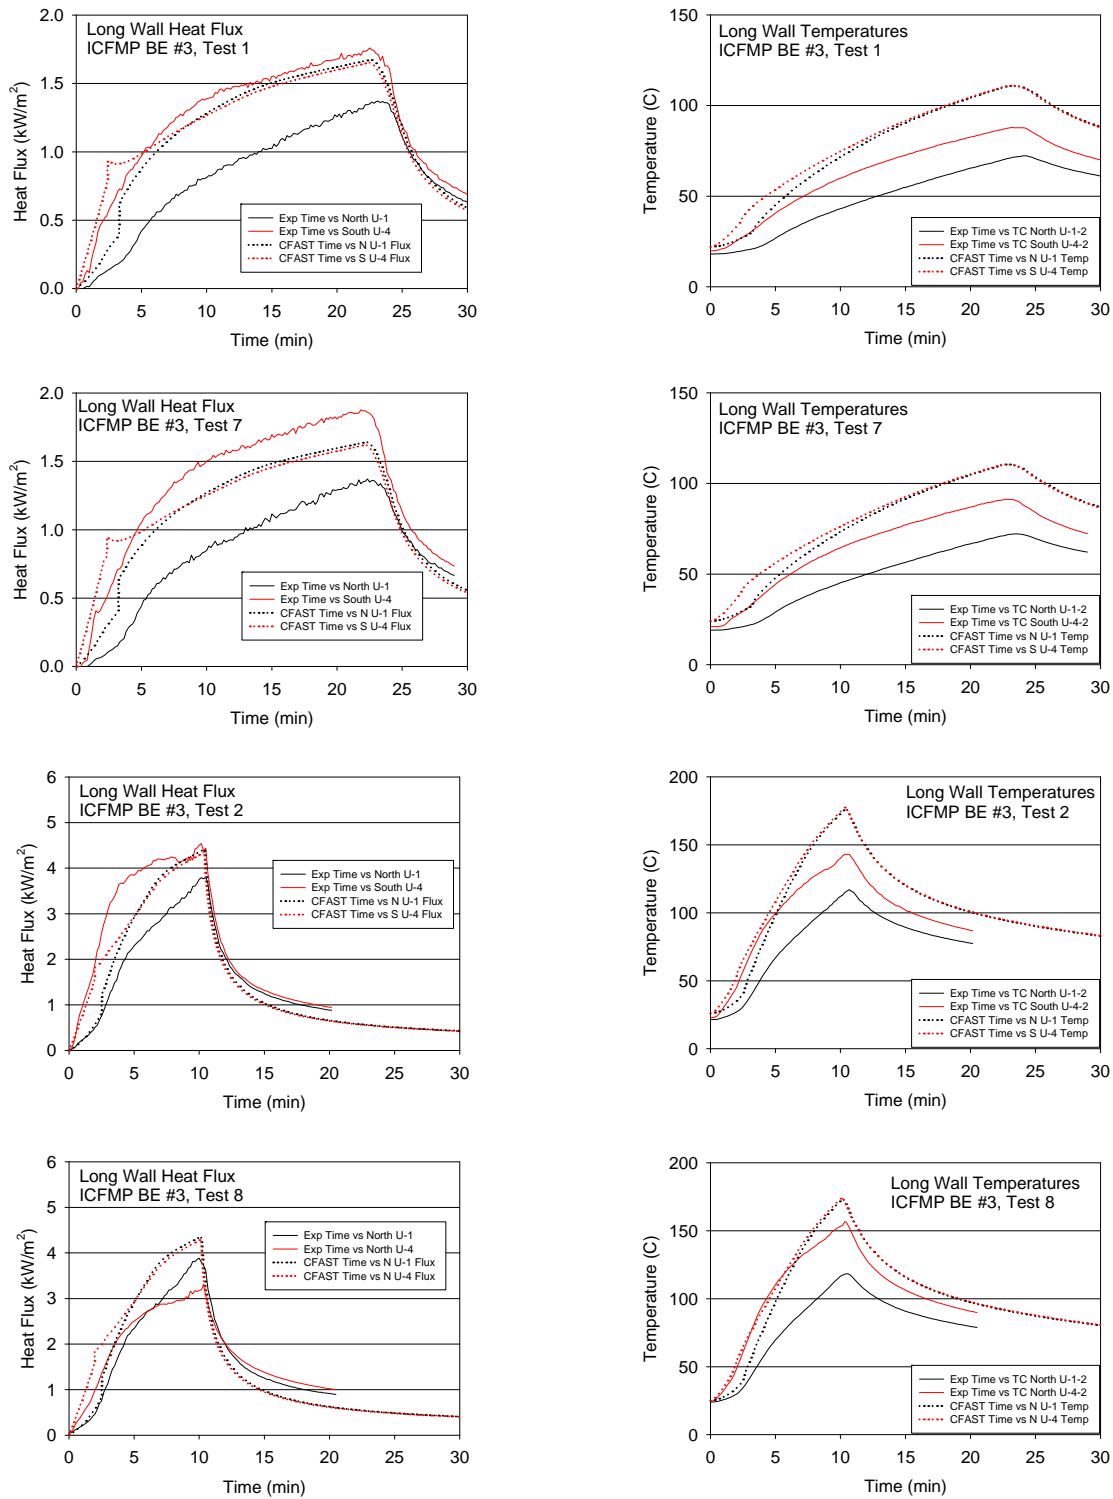 Long Wall Heat Flux
ICFMP BE #3, Test 1
Heat Flux (kW/m²)
2.0
1.5
1.0
0.5
0.0
Exp Time vs North U-1
Exp Time vs South U-4
CFAST Time vs N U-1 Flux
CFAST Time vs S U-4 Flux
0 5 10 15 20 25 30
Time (min)
Long Wall Temperatures
ICFMP BE #3, Test 1
Temperature (C)
150
100
50
0
Exp Time vs TC North U-1-2
Exp Time vs TC South U-4-2
CFAST Time vs N U-1 Temp
CFAST Time vs S U-4 Temp
0 5 10 15 20 25 30
Time (min)
Long Wall Heat Flux
ICFMP BE #3, Test 7
Heat Flux (kW/m²)
2.0
1.5
1.0
0.5
0.0
Exp Time vs North U-1
Exp Time vs South U-4
CFAST Time vs N U-1 Flux
CFAST Time vs S U-4 Flux
0 5 10 15 20 25 30
Time (min)
Long Wall Temperatures
ICFMP BE #3, Test 7
Temperature (C)
150
100
50
0
Exp Time vs TC North U-1-2
Exp Time vs TC South U-4-2
CFAST Time vs N U-1 Temp
CFAST Time vs S U-4 Temp
0 5 10 15 20 25 30
Time (min)
Long Wall Heat Flux
ICFMP BE #3, Test 2
Heat Flux (kW/m²)
6
5
4
3
2
1
0
Exp Time vs North U-1
Exp Time vs South U-4
CFAST Time vs N U-1 Flux
CFAST Time vs S U-4 Flux
0 5 10 15 20 25 30
Time (min)
Long Wall Temperatures
ICFMP BE #3, Test 2
Temperature (C)
200
150
100
50
0
Exp Time vs TC North U-1-2
Exp Time vs TC South U-4-2
CFAST Time vs N U-1 Temp
CFAST Time vs S U-4 Temp
0 5 10 15 20 25 30
Time (min)
Long Wall Heat Flux
ICFMP BE #3, Test 8
Heat Flux (kW/m²)
6
5
4
3
2
1
0
Exp Time vs North U-1
Exp Time vs North U-4
CFAST Time vs N U-1 Flux
CFAST Time vs N U-4 Flux
0 5 10 15 20 25 30
Time (min)
Long Wall Temperatures
ICFMP BE #3, Test 8
Temperature (C)
200
150
100
50
0
Exp Time vs TC North U-1-2
Exp Time vs TC North U-4-2
CFAST Time vs N U-1 Temp
CFAST Time vs N U-4 Temp
0 5 10 15 20 25 30
Time (min)